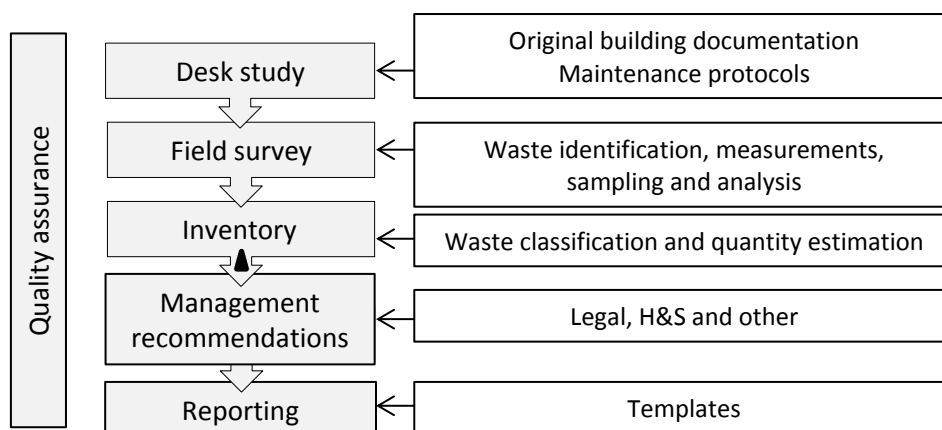 Quality assurance
Desk study
Original building documentation
Maintenance protocols
Field survey
Waste identification, measurements,
sampling and analysis
Inventory
Waste classification and quantity estimation
Management
recommendations
Legal, H&S and other
Reporting
Templates